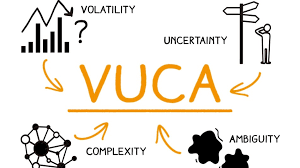 VOLATILITY
?
UNCERTAINTY
VUCA
COMPLEXITY
AMBIGUITY